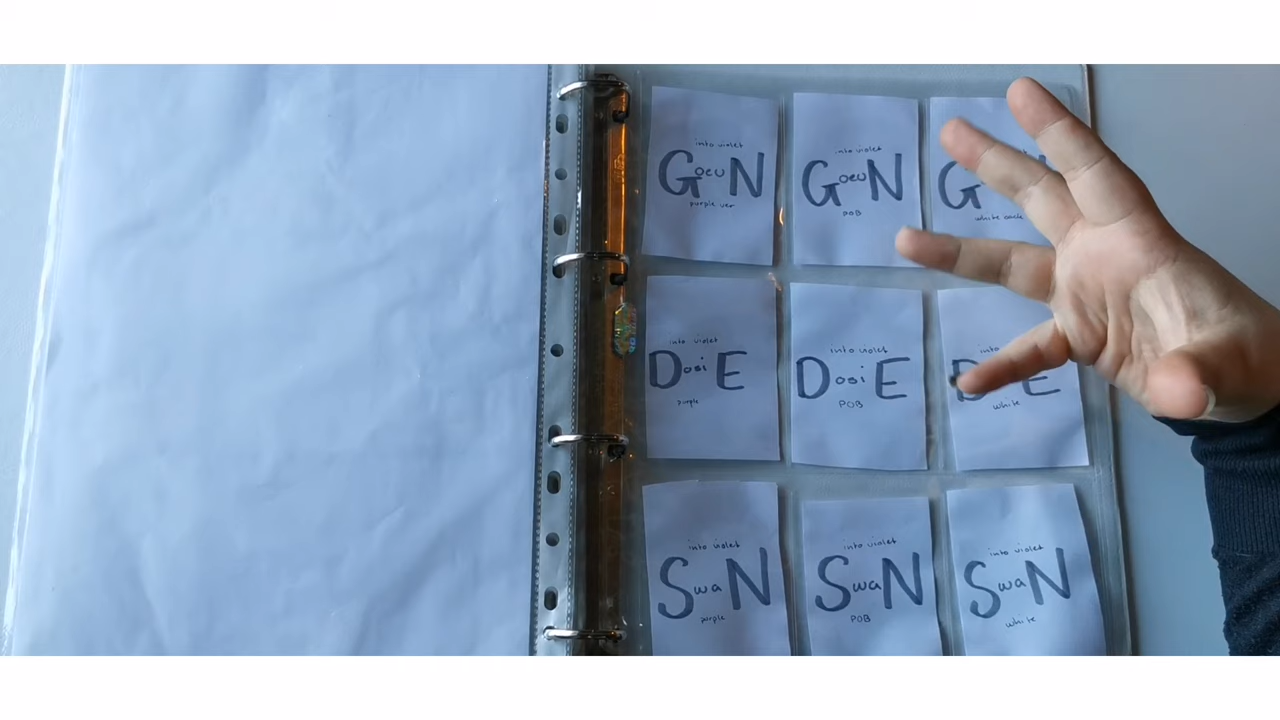 into violet
GoeuN
purple ver
into violet
GoeuN
POB
G
white
into violet
DosiE
purple
into violet
DosiE
POB
into
D E
white
into violet
SwaN
purple
into violet
SwaN
POB
into violet
SwaN
white